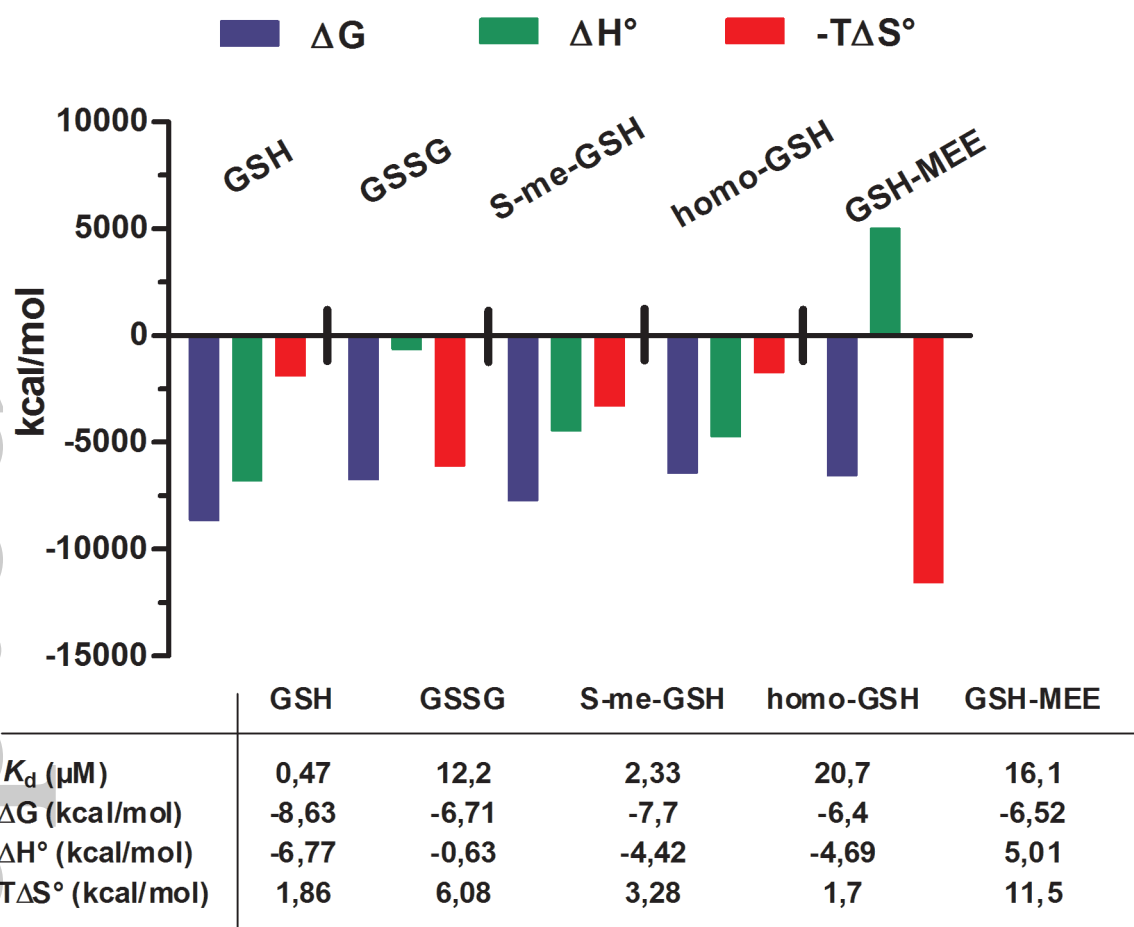 ΔG ΔH° -TΔS°
10000
5000
0
-5000
-10000
-15000
kcal/mol
GSH GSSG S-me-GSH homo-GSH GSH-MEE
GSH GSSG S-me-GSH homo-GSH GSH-MEE
Kd (µM) 0,47 12,2 2,33 20,7 16,1
ΔG (kcal/mol) -8,63 -6,71 -7,7 -6,4 -6,52
ΔH° (kcal/mol) -6,77 -0,63 -4,42 -4,69 5,01
TΔS° (kcal/mol) 1,86 6,08 3,28 1,7 11,5